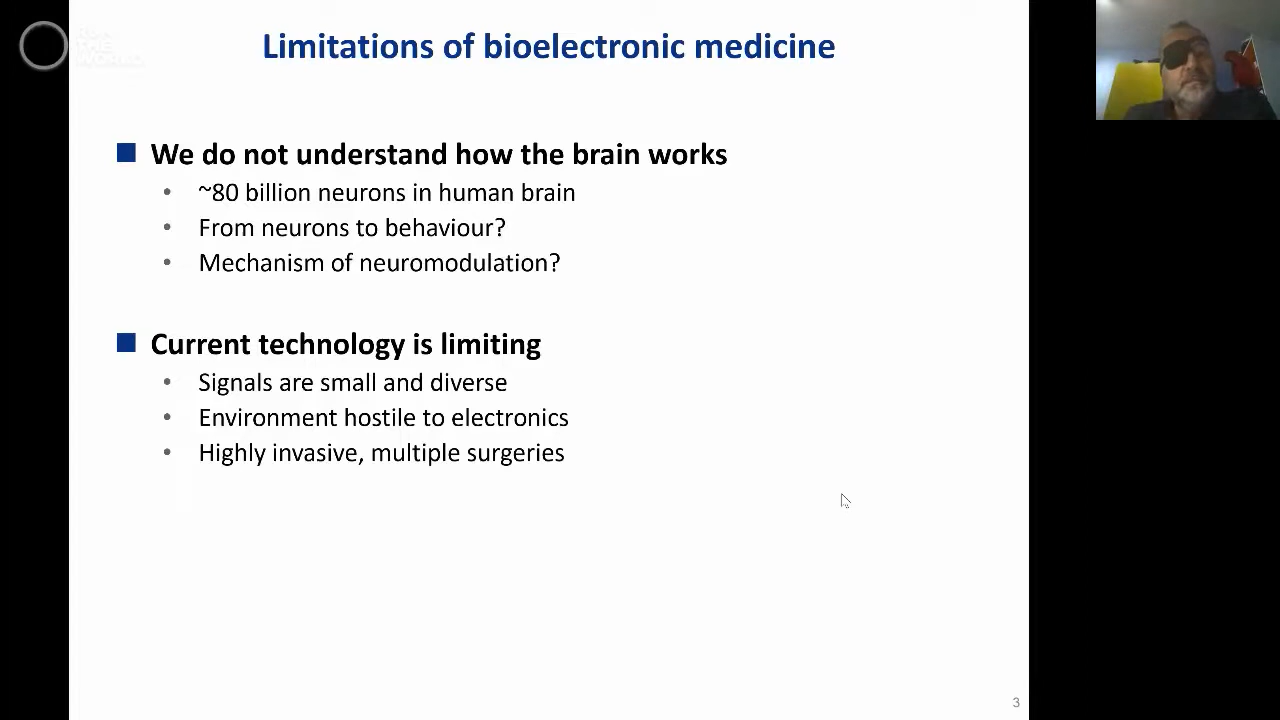 Limitations of bioelectronic medicine
We do not understand how the brain works
~80 billion neurons in human brain
From neurons to behaviour?
Mechanism of neuromodulation?
Current technology is limiting
Signals are small and diverse
Environment hostile to electronics
Highly invasive, multiple surgeries
3